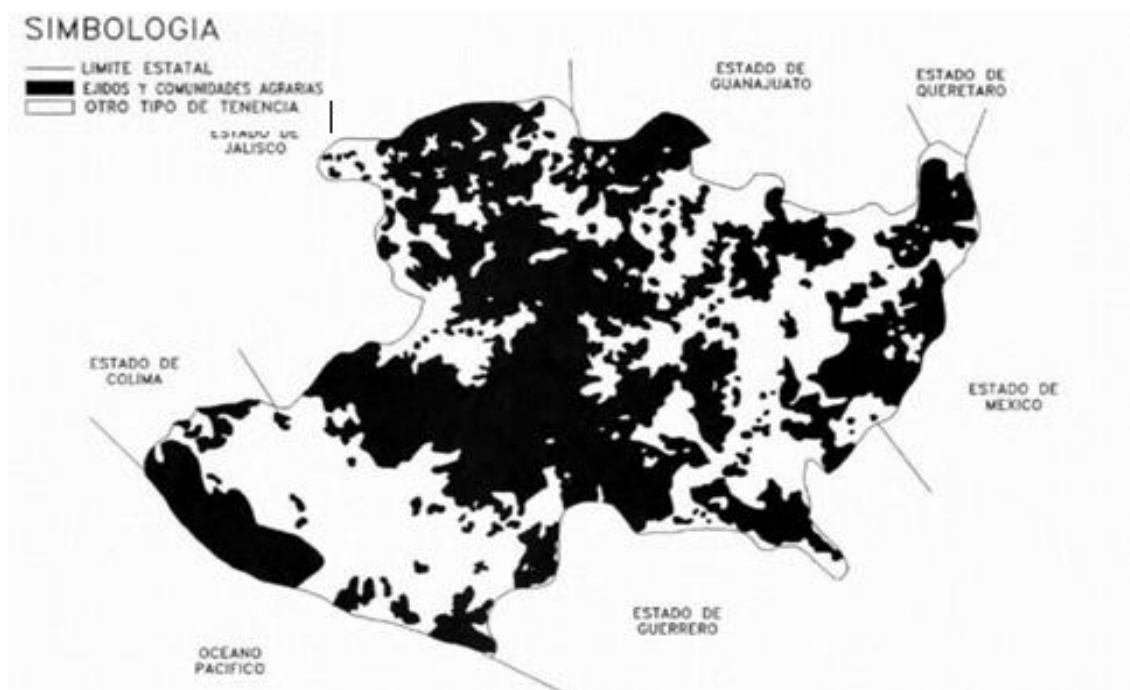 SIMBOLOGIA
LIMITE ESTATAL
EJIDOS Y COMUNIDADES AGRARIAS
OTRO TIPO DE TENENCIA
ESTADO DE
JALISCO
ESTADO DE
GUANAJUATO
ESTADO DE
QUERETARO
ESTADO DE
COLIMA
ESTADO DE
MEXICO
ESTADO DE
GUERRERO
OCEANO
PACIFICO